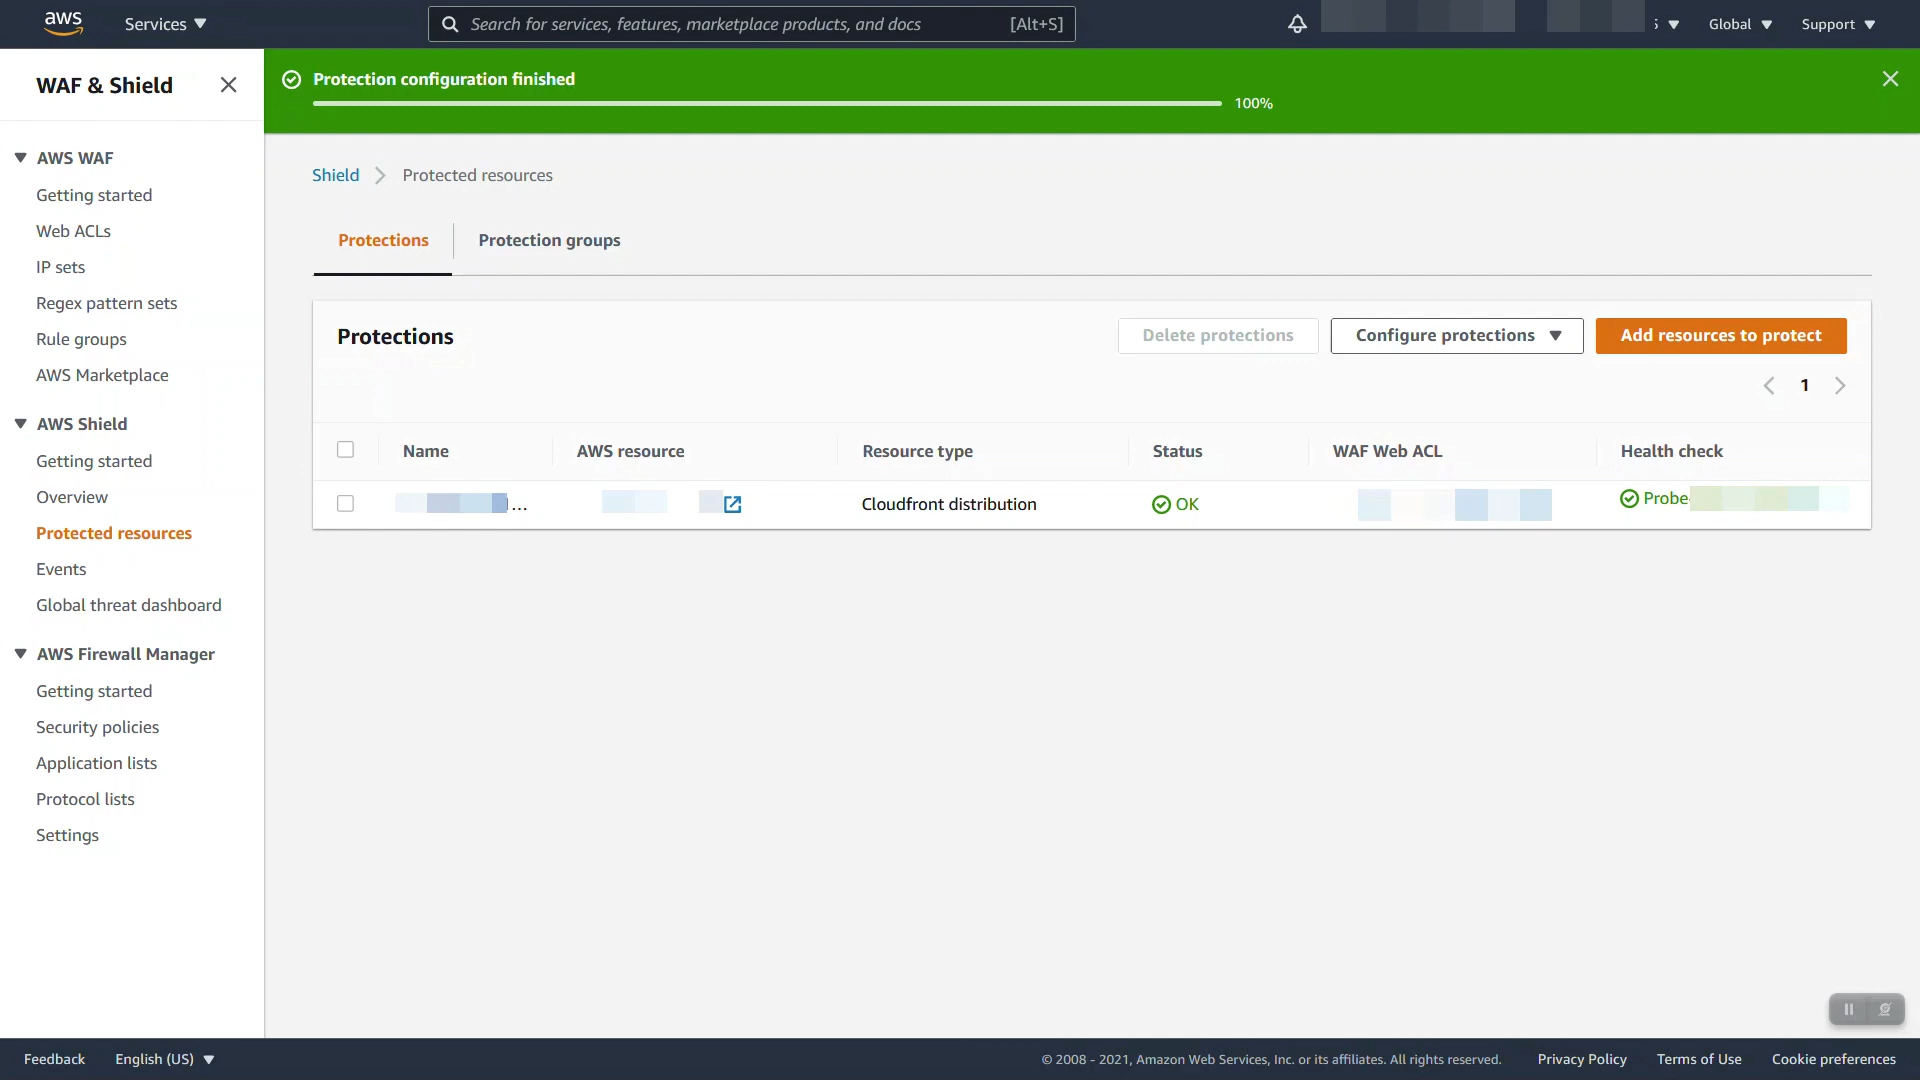 aws
Services
Search for services, features, marketplace products, and docs [Alt+S]
Global
Support
WAF & Shield
AWS WAF
Getting started
Web ACLs
IP sets
Regex pattern sets
Rule groups
AWS Marketplace
AWS Shield
Getting started
Overview
Protected resources
Events
Global threat dashboard
AWS Firewall Manager
Getting started
Security policies
Application lists
Protocol lists
Settings
Protection configuration finished
100%
Shield > Protected resources
Protections
Protection groups
Protections
Delete protections
Configure protections
Add resources to protect
1
Name AWS resource Resource type Status WAF Web ACL Health check
... Cloudfront distribution OK Probe
Feedback
English (US)
© 2008 - 2021, Amazon Web Services, Inc. or its affiliates. All rights reserved.
Privacy Policy
Terms of Use
Cookie preferences